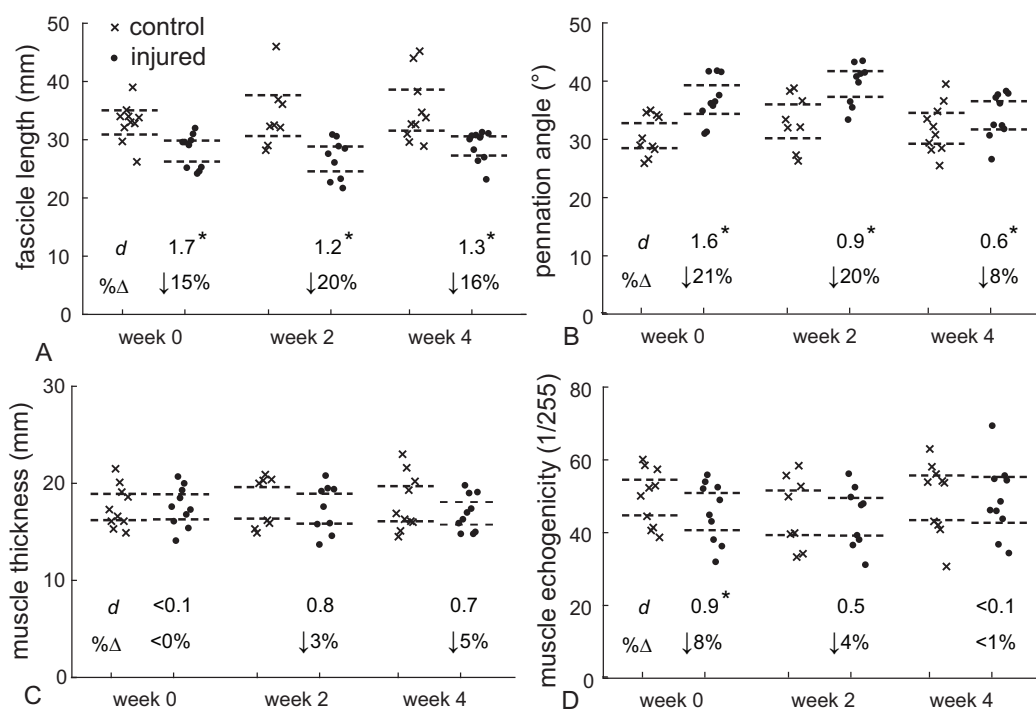 × control
• injured
fascicle length (mm)
50
40
30
20
10
0
d 1.7* 1.2* 1.3*
%Δ ↓15% ↓20% ↓16%
week 0 week 2 week 4
A
pennation angle (°)
50
40
30
20
10
0
d 1.6* 0.9* 0.6*
%Δ ↓21% ↓20% ↓8%
week 0 week 2 week 4
B
muscle thickness (mm)
30
20
10
0
d <0.1 0.8 0.7
%Δ <0% ↓3% ↓5%
week 0 week 2 week 4
C
muscle echogenicity (1/255)
80
60
40
20
0
d 0.9* 0.5 <0.1
%Δ ↓8% ↓4% <1%
week 0 week 2 week 4
D